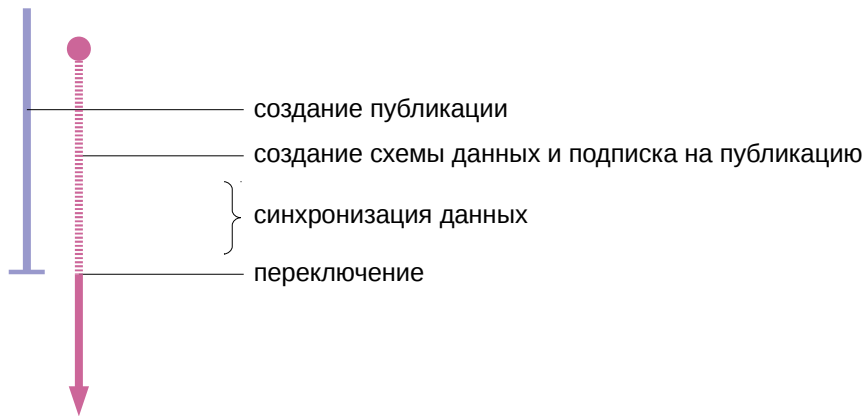 создание публикации
создание схемы данных и подписка на публикацию
синхронизация данных
переключение